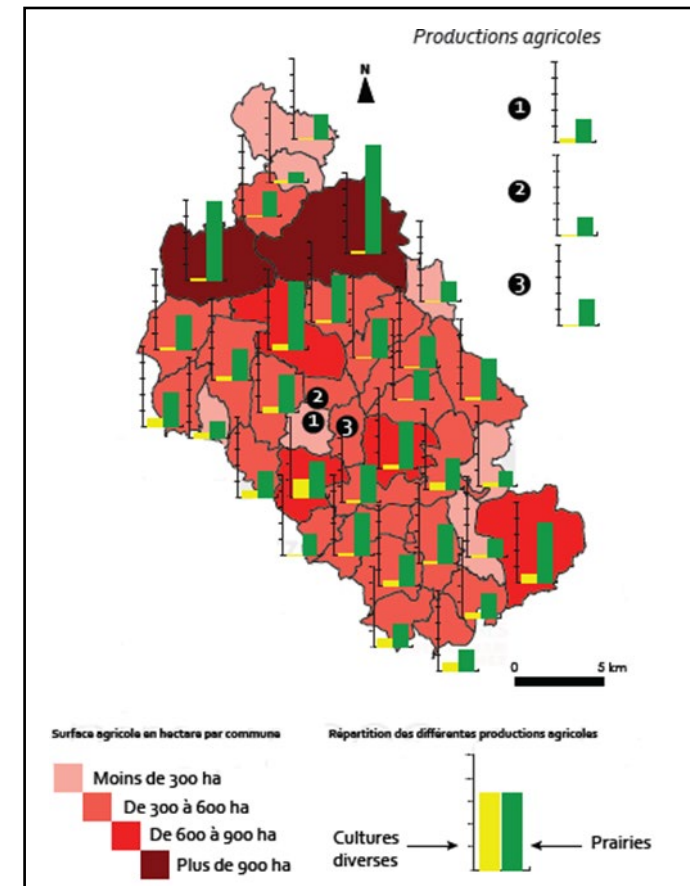 Productions agricoles
N
1
2
3
2
1
3
0 5 km
Surface agricole en hectare par commune
Répartition des différentes productions agricoles
Moins de 300 ha
De 300 à 600 ha
De 600 à 900 ha
Plus de 900 ha
Cultures
diverses
Prairies